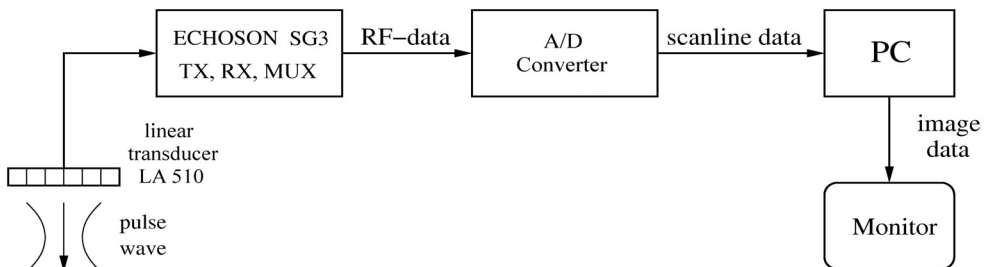 ECHOSON SG3
TX, RX, MUX
RF−data
A/D
Converter
scanline data
PC
image
data
Monitor
linear
transducer
LA 510
pulse
wave